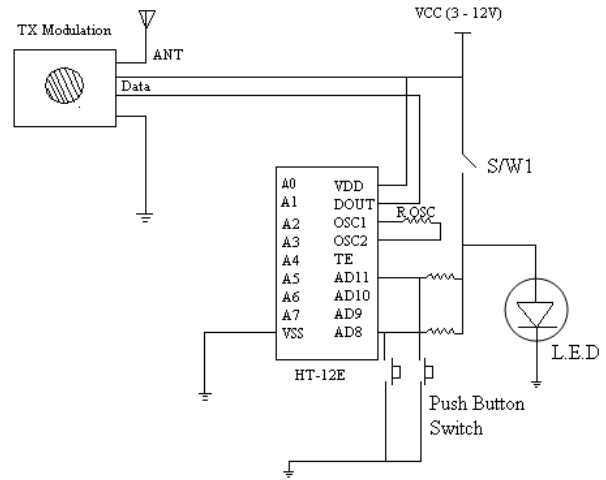 VCC (3 - 12V)
TX Modulation
ANT
Data
S/W1
A0 VDD
A1 DOUT
R OSC
A2 OSC1
A3 OSC2
A4 TE
A5 AD11
A6 AD10
A7 AD9
VSS AD8
HT-12E
L.E.D
Push Button
Switch